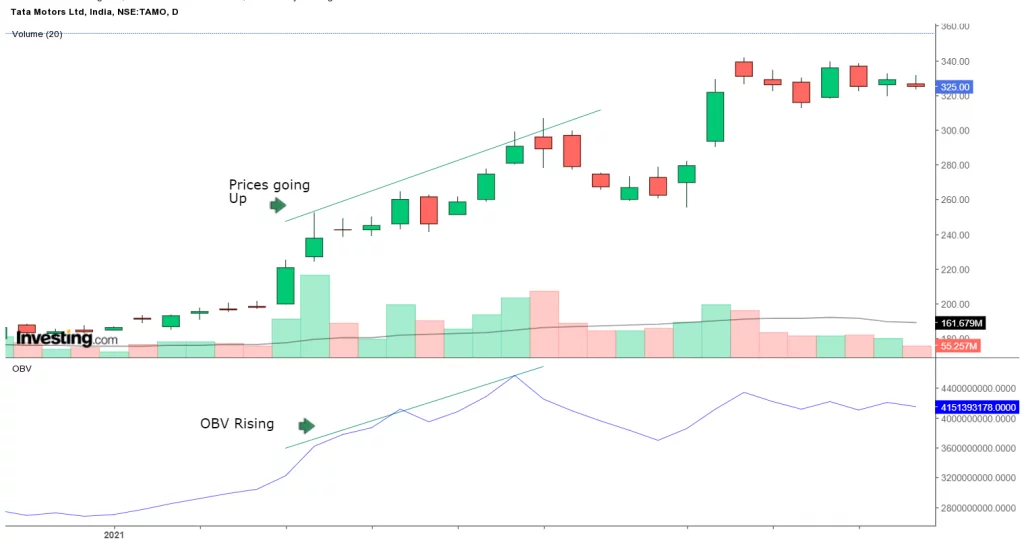 Tata Motors Ltd, India, NSE:TAMO, D
Volume (20)
360.00
340.00
325.00
320.00
300.00
Prices going
Up
280.00
260.00
240.00
220.00
200.00
161.679M
180.00
Investing.com
55.257M
OBV
4400000000.0000
4151393178.0000
4000000000.0000
OBV Rising
3600000000.0000
3200000000.0000
2800000000.0000
2021